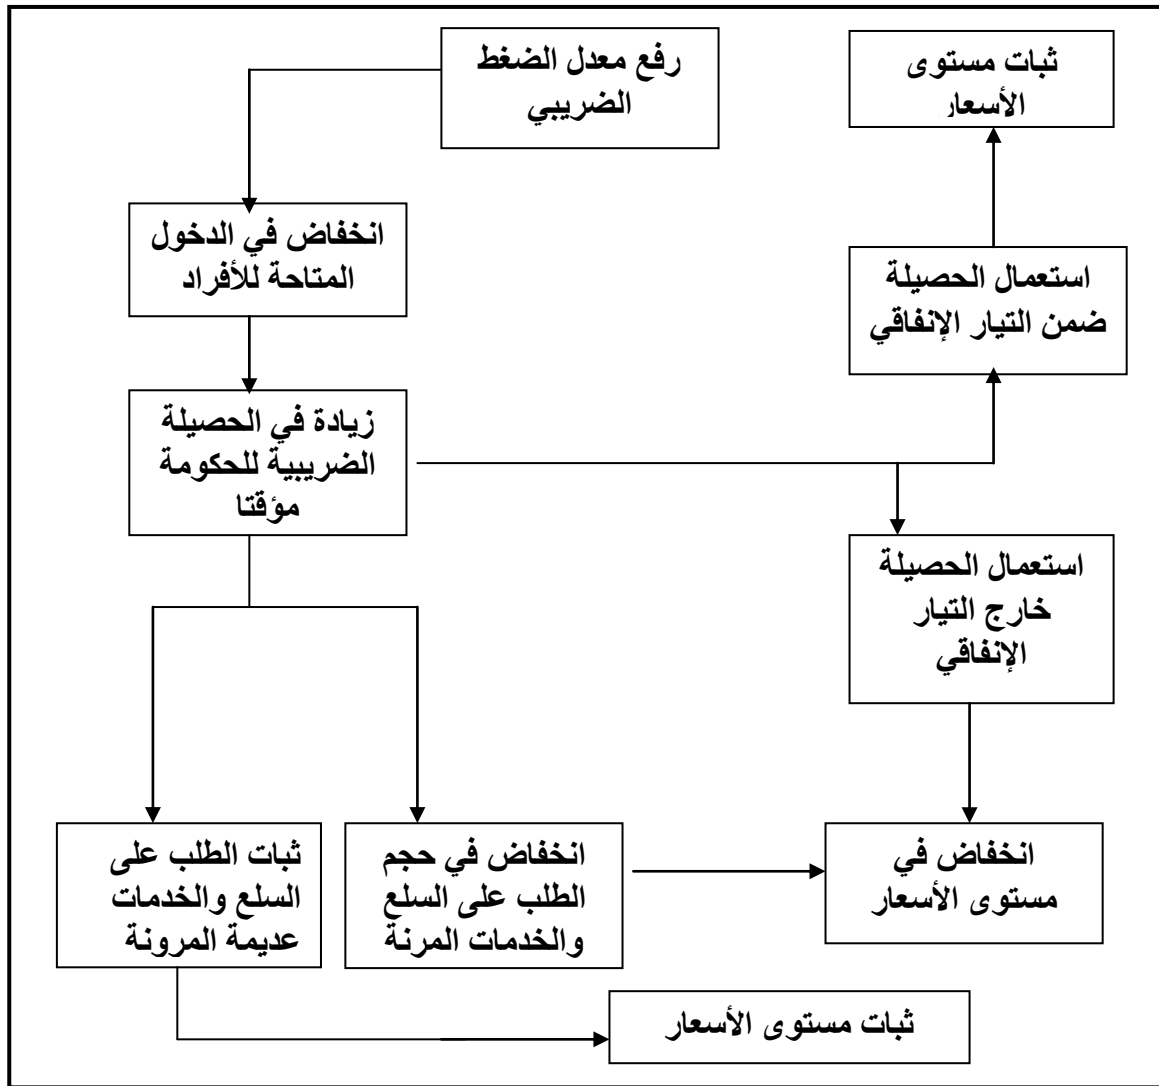 رفع معدل الضغط
الضريبي
ثبات مستوى
الأسعار
انخفاض في الدخول
المتاحة للأفراد
استعمال الحصيلة
ضمن التيار الإنفاقي
زيادة في الحصيلة
الضريبية للحكومة
مؤقتا
استعمال الحصيلة
خارج التيار
الإنفاقي
انخفاض في
مستوى الأسعار
انخفاض في حجم
الطلب على السلع
والخدمات المرنة
ثبات الطلب على
السلع والخدمات
عديمة المرونة
ثبات مستوى الأسعار